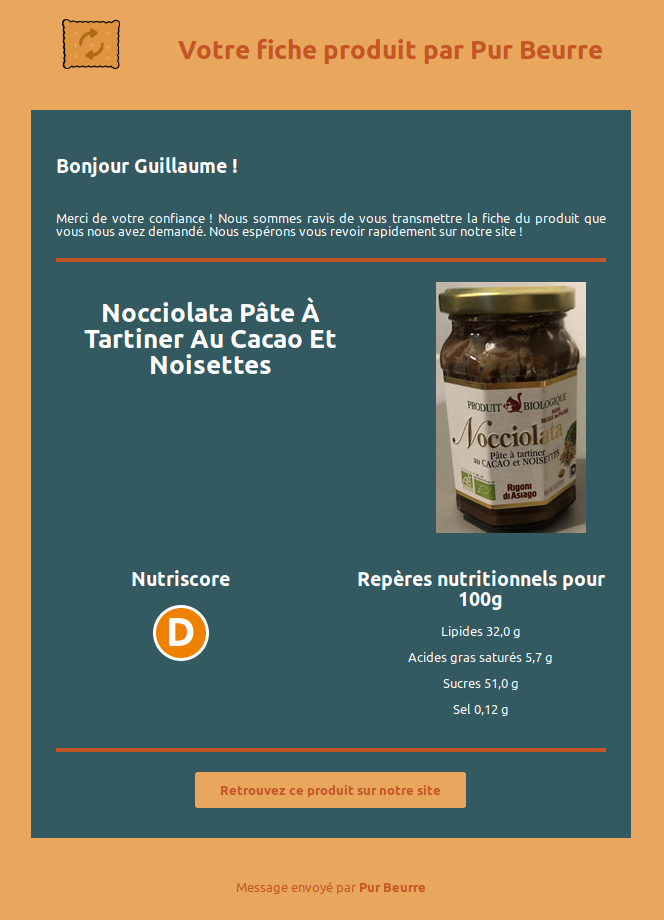 Votre fiche produit par Pur Beurre
Bonjour Guillaume !
Merci de votre confiance ! Nous sommes ravis de vous transmettre la fiche du produit que
vous nous avez demandé. Nous espérons vous revoir rapidement sur notre site !
Nocciolata Pâte À
Tartiner Au Cacao Et
Noisettes
PRODUIT BIOLOGIQUE
Nocciolata
Pâte à tartiner
au CACAO et NOISETTES
Rigoni
di Asiago
Nutriscore
D
Repères nutritionnels pour
100g
Lipides 32,0 g
Acides gras saturés 5,7 g
Sucres 51,0 g
Sel 0,12 g
Retrouvez ce produit sur notre site
Message envoyé par Pur Beurre